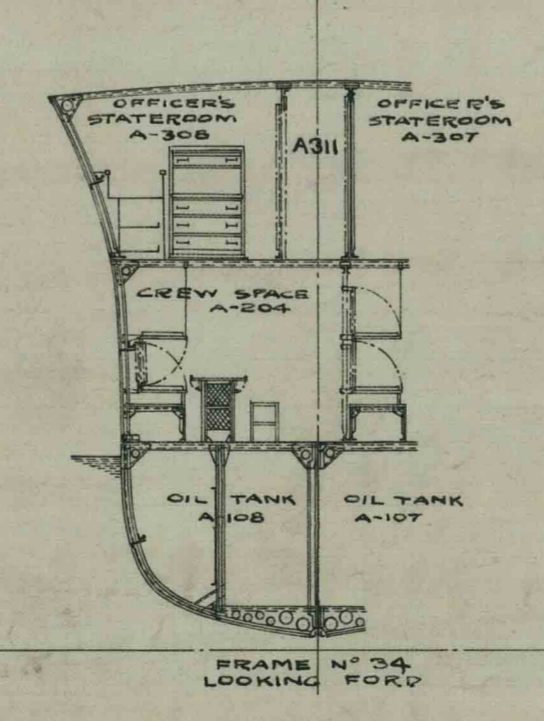 OFFICER'S
STATEROOM
A-308
A311
OFFICER'S
STATEROOM
A-307
CREW SPACE
A-204
OIL TANK
A-108
OIL TANK
A-107
FRAME Nº 34
LOOKING FORD